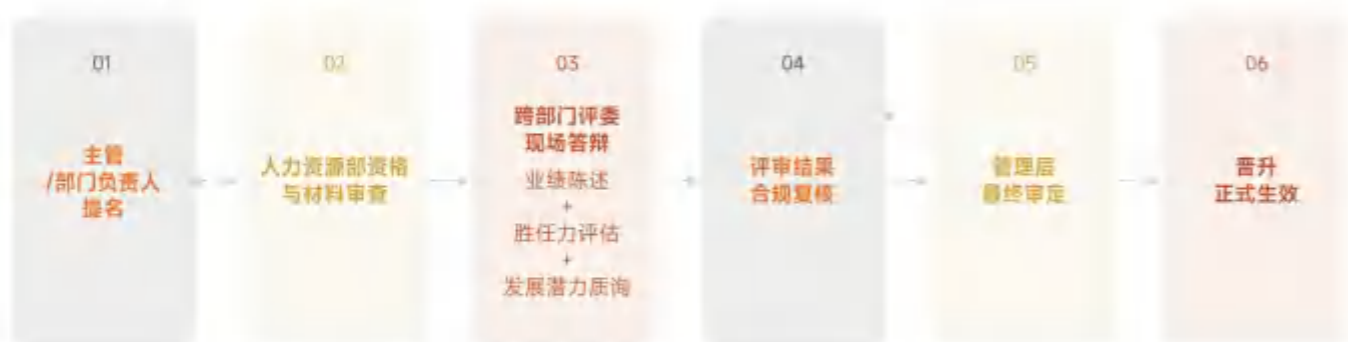 01
主管
/部门负责人
提名
02
人力资源部资格
与材料审查
03
跨部门评委
现场答辩
业绩陈述
+
胜任力评估
+
发展潜力质询
04
评审结果
合规复核
05
管理层
最终审定
06
晋升
正式生效